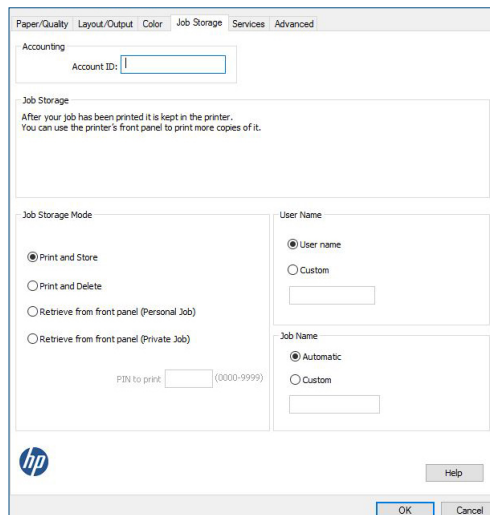 Paper/Quality Layout/Output Color Job Storage Services Advanced
Accounting
Account ID:
Job Storage
After your job has been printed it is kept in the printer.
You can use the printer's front panel to print more copies of it.
Job Storage Mode
Print and Store
Print and Delete
Retrieve from front panel (Personal Job)
Retrieve from front panel (Private Job)
PIN to print (0000-9999)
User Name
User name
Custom
Job Name
Automatic
Custom
hp
Help
OK Cancel